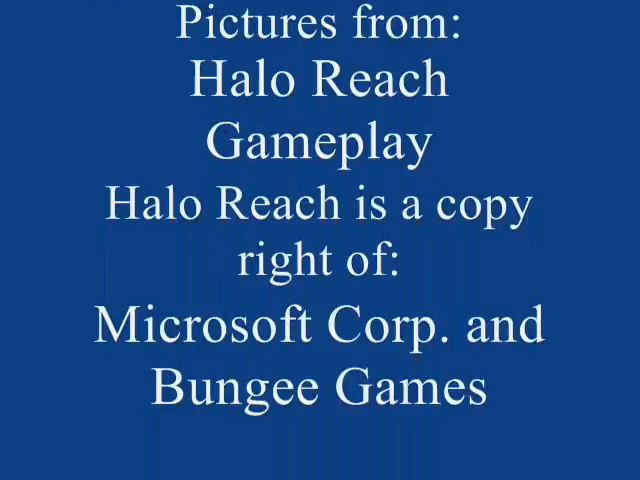 Pictures from:
Halo Reach
Gameplay
Halo Reach is a copy
right of:
Microsoft Corp. and
Bungee Games